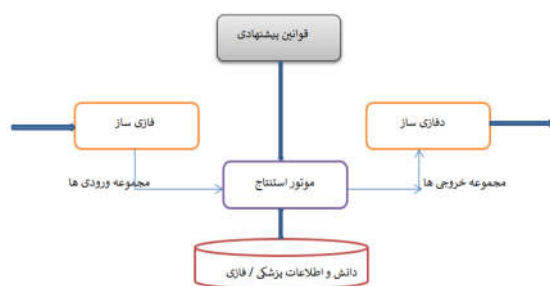 قوانین پیشنهادی
فازی ساز
دفازی ساز
مجموعه ورودی ها
موتور استنتاج
مجموعه خروجی ها
دانش و اطلاعات پزشکی / فازی